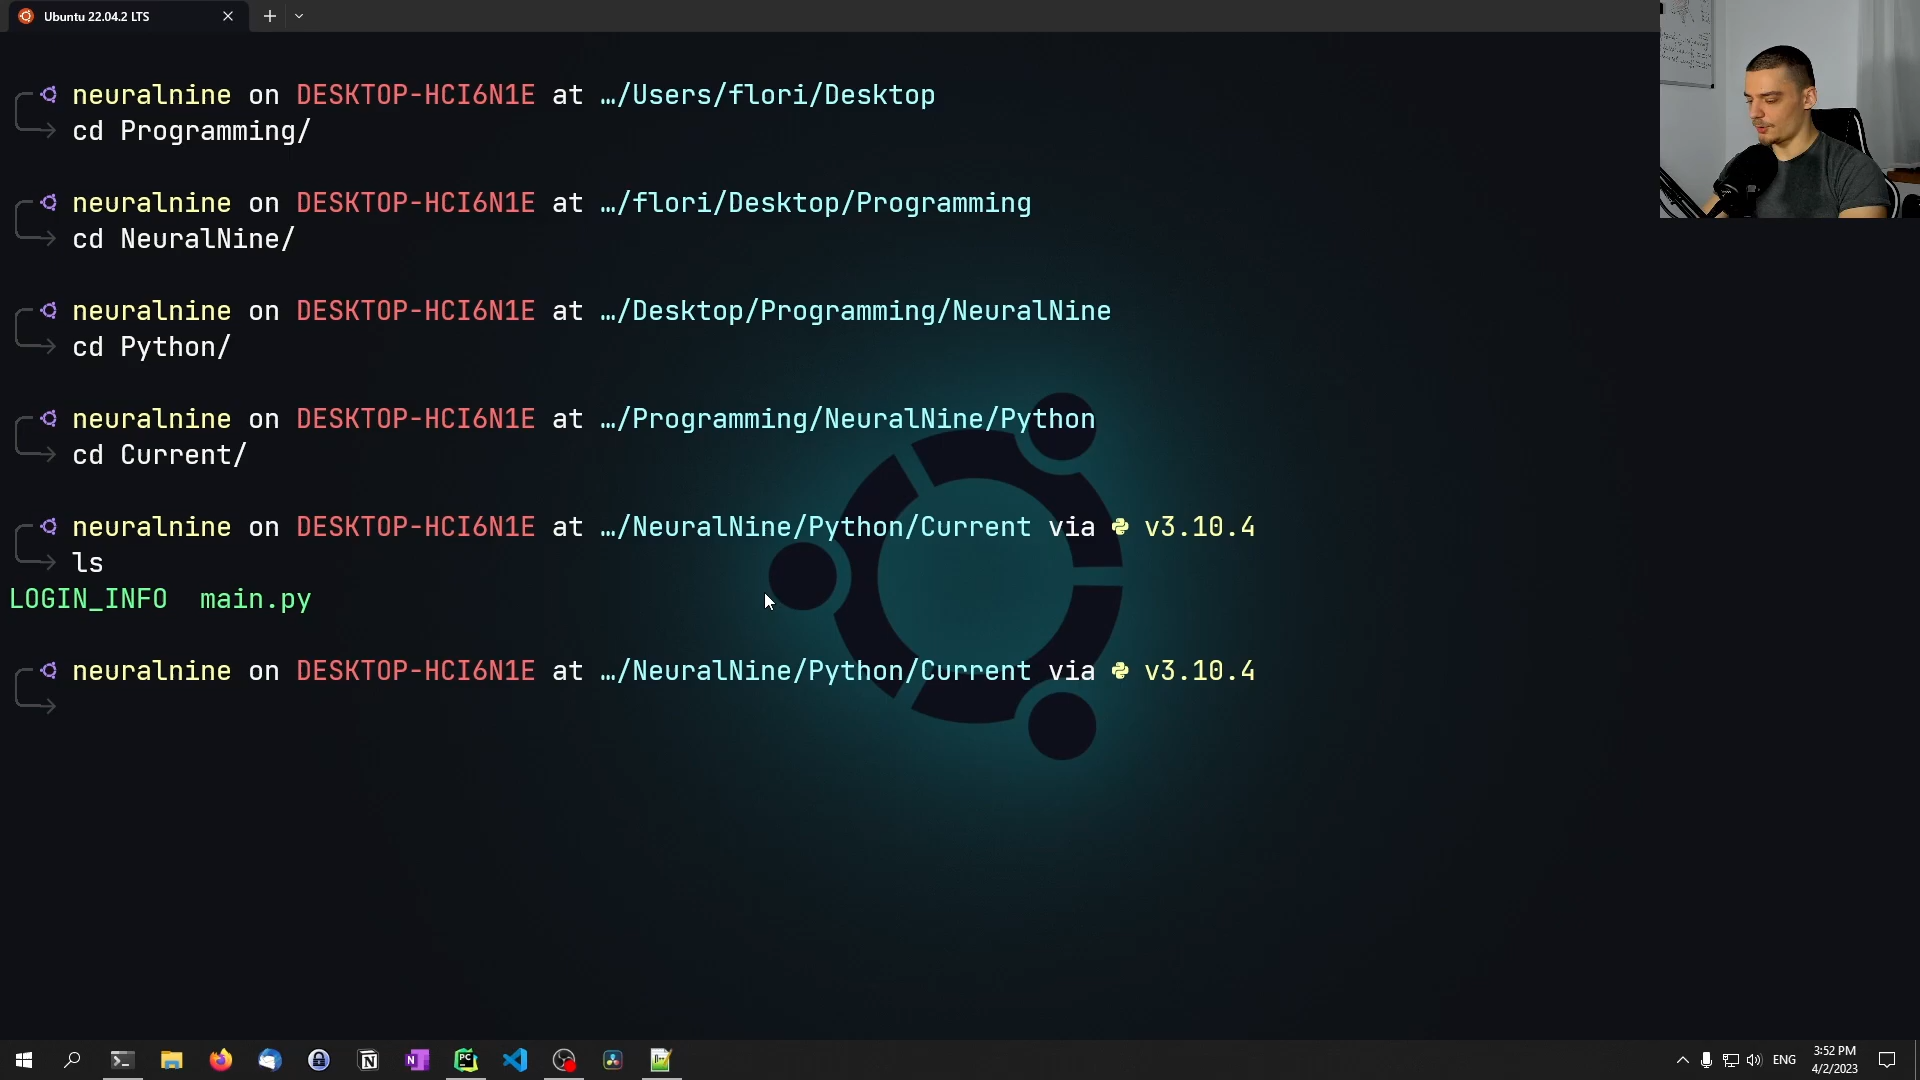 Ubuntu 22.04.2 LTS
neuralnine on DESKTOP-HCI6N1E at …/Users/flori/Desktop
cd Programming/
neuralnine on DESKTOP-HCI6N1E at …/flori/Desktop/Programming
cd NeuralNine/
neuralnine on DESKTOP-HCI6N1E at …/Desktop/Programming/NeuralNine
cd Python/
neuralnine on DESKTOP-HCI6N1E at …/Programming/NeuralNine/Python
cd Current/
neuralnine on DESKTOP-HCI6N1E at …/NeuralNine/Python/Current via v3.10.4
ls
LOGIN_INFO main.py
neuralnine on DESKTOP-HCI6N1E at …/NeuralNine/Python/Current via v3.10.4
ENG
3:52 PM
4/2/2023